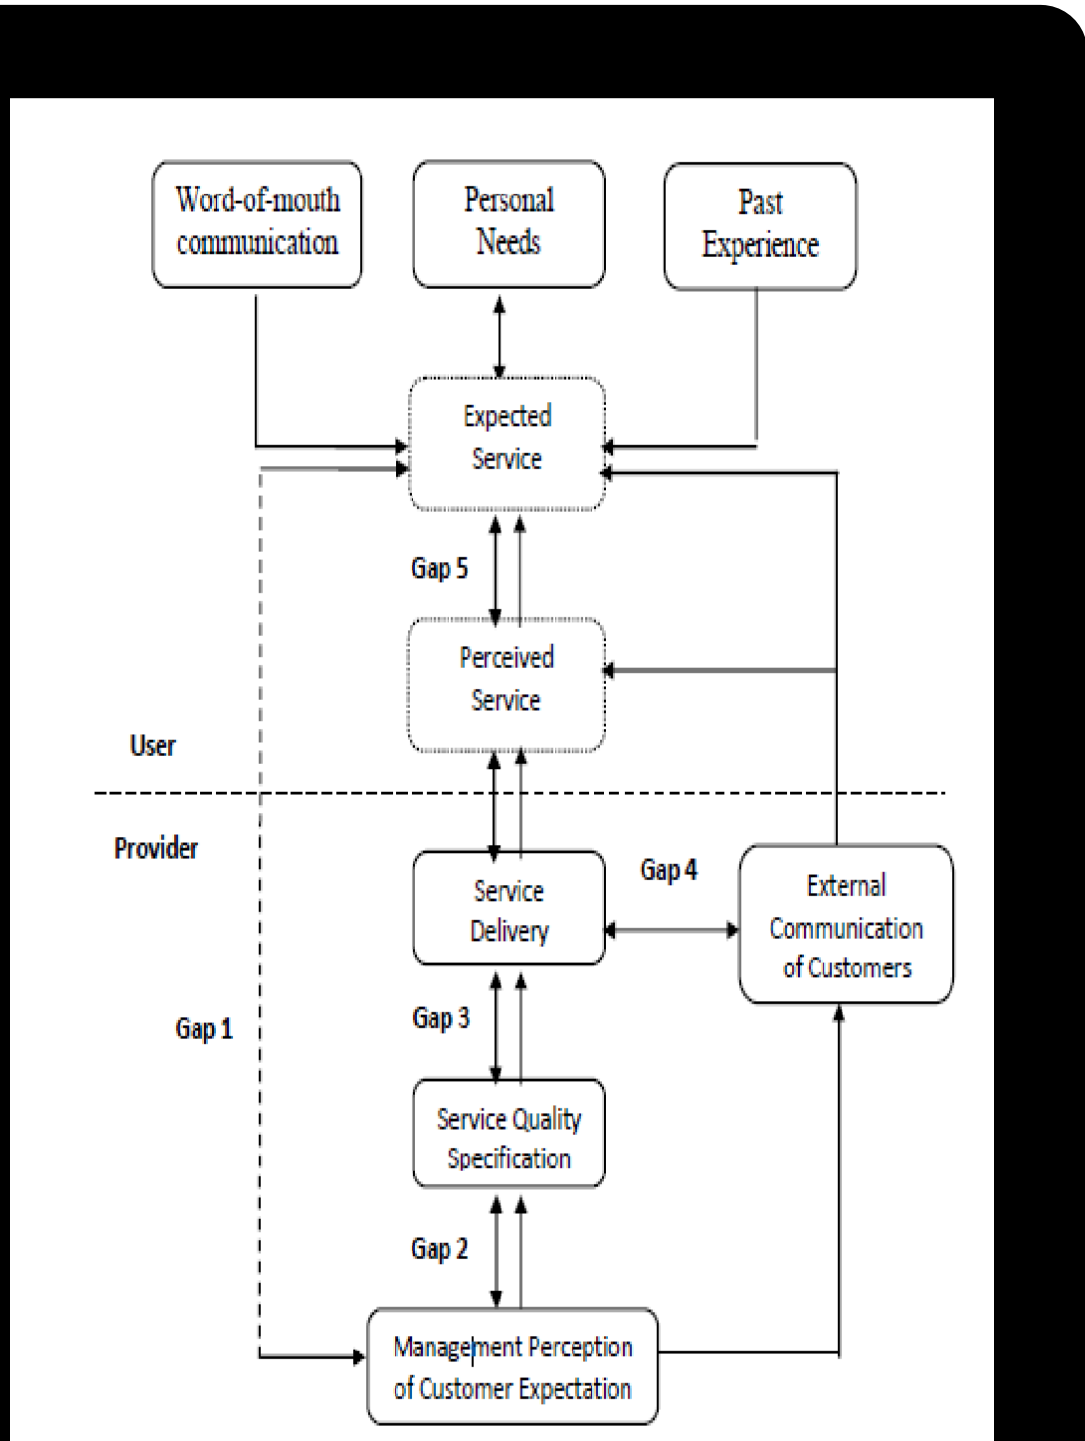 Word-of-mouth
communication
Personal
Needs
Past
Experience
Expected
Service
Gap 5
Perceived
Service
User
Provider
Service
Delivery
Gap 4
External
Communication
of Customers
Gap 1
Gap 3
Service Quality
Specification
Gap 2
Management Perception
of Customer Expectation